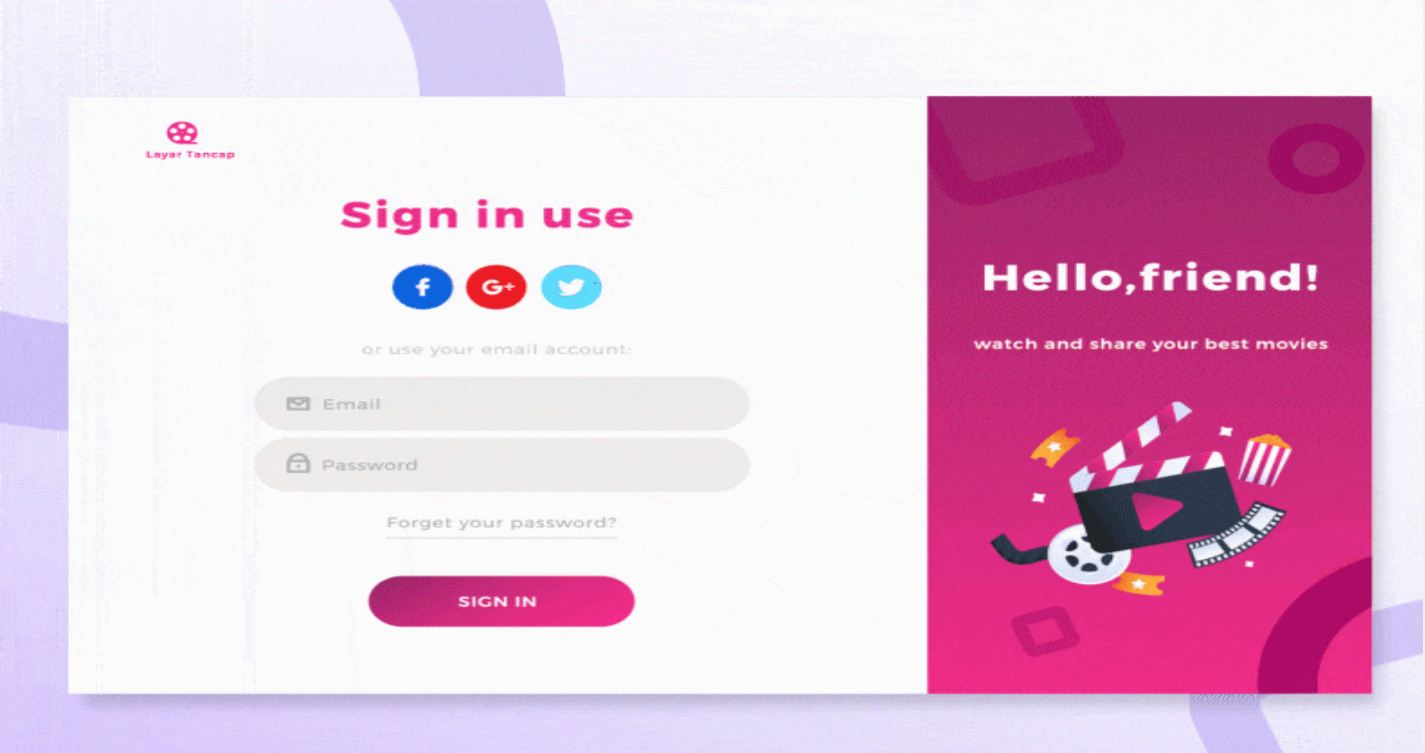 Layar Tancap
Sign in use
f
G+
or use your email account:
Email
Password
Forget your password?
SIGN IN
Hello,friend!
watch and share your best movies